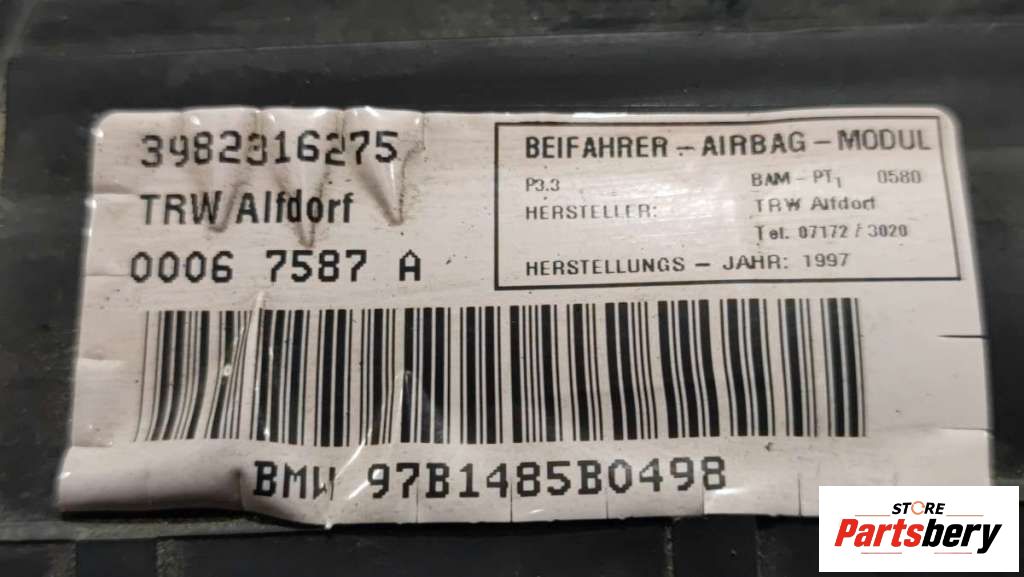 3982316275
TRW Alfdorf
0006 7587 A
BEIFAHRER - AIRBAG - MODUL
P3.3 BAM - PT1 0580
HERSTELLER: TRW Alfdorf
Tel. 07172 / 3020
HERSTELLUNGS - JAHR: 1997
BMW 97B1485B0498
STORE
Partsbery